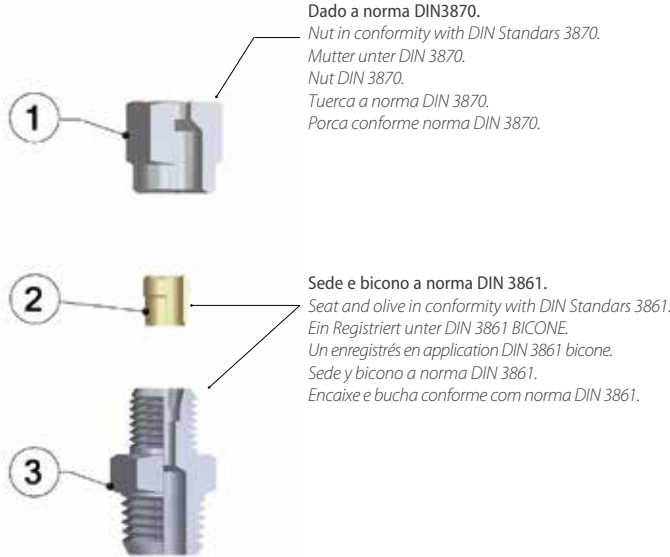 Dado a norma DIN3870.
Nut in conformity with DIN Standars 3870.
Mutter unter DIN 3870.
Nut DIN 3870.
Tuerca a norma DIN 3870.
Porca conforme norma DIN 3870.
1
2
Sede e bicono a norma DIN 3861.
Seat and olive in conformity with DIN Standars 3861.
Ein Registriert unter DIN 3861 BICONE.
Un enregistrés en application DIN 3861 bicone.
Sede y bicono a norma DIN 3861.
Encaixe e bucha conforme com norma DIN 3861.
3